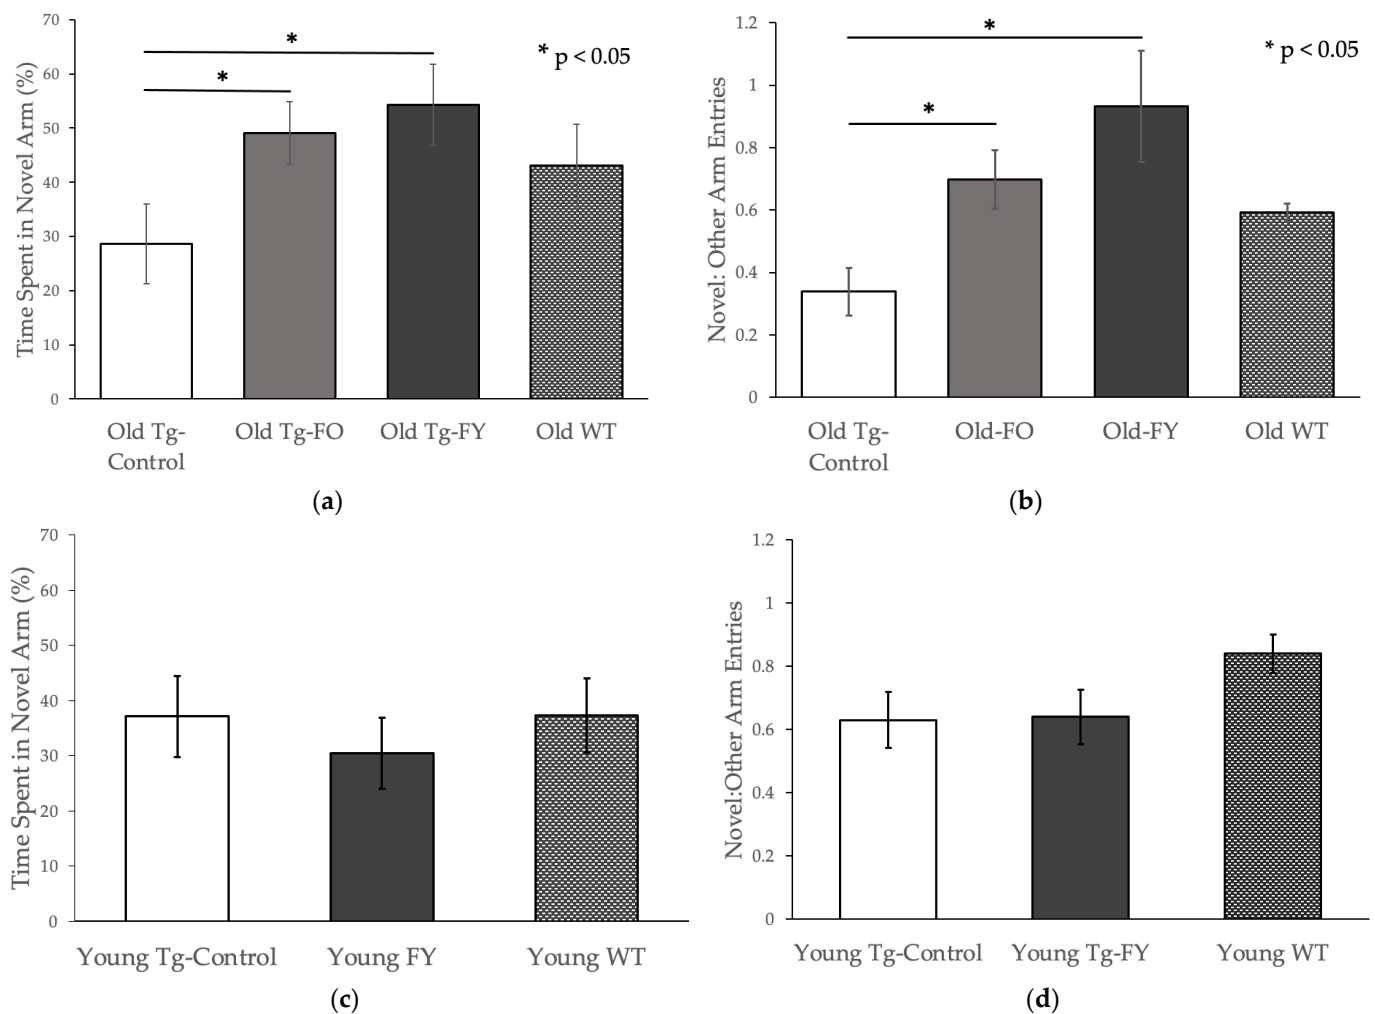 Time Spent in Novel Arm (%)
70
60
50
40
30
20
10
0
*
*
* p < 0.05
Old Tg-
Control
Old Tg-FO
Old Tg-FY
Old WT
(a)
Novel: Other Arm Entries
1.2
1
0.8
0.6
0.4
0.2
0
*
*
* p < 0.05
Old Tg-
Control
Old-FO
Old-FY
Old WT
(b)
Time Spent in Novel Arm (%)
70
60
50
40
30
20
10
0
Young Tg-Control
Young FY
Young WT
(c)
Novel:Other Arm Entries
1.2
1
0.8
0.6
0.4
0.2
0
Young Tg-Control
Young Tg-FY
Young WT
(d)